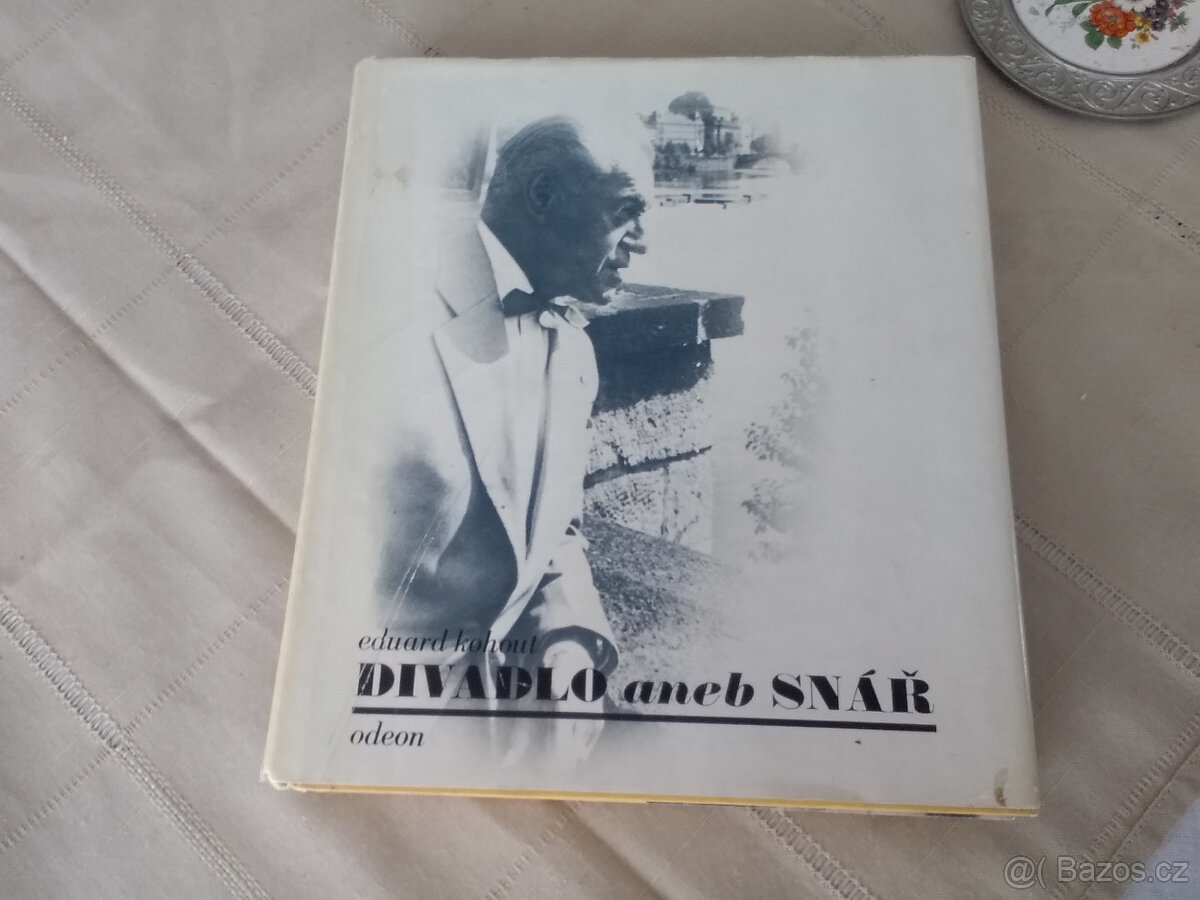 eduard kohout
DIVADLO aneb SNÁŘ
odeon
@( Bazos.cz